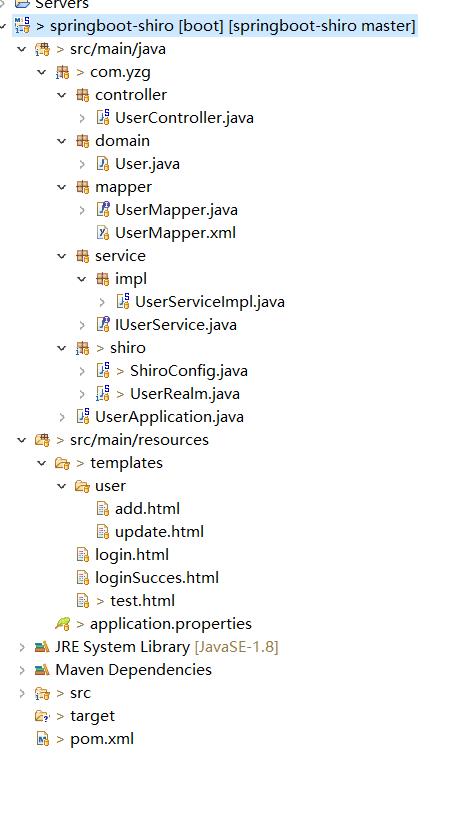 Servers
> springboot-shiro [boot] [springboot-shiro master]
> src/main/java
> com.yzg
controller
UserController.java
domain
User.java
mapper
UserMapper.java
UserMapper.xml
service
impl
UserServiceImpl.java
IUserService.java
> shiro
> ShiroConfig.java
> UserRealm.java
UserApplication.java
> src/main/resources
> templates
user
add.html
update.html
login.html
loginSucces.html
> test.html
> application.properties
JRE System Library [JavaSE-1.8]
Maven Dependencies
> src
> target
> pom.xml